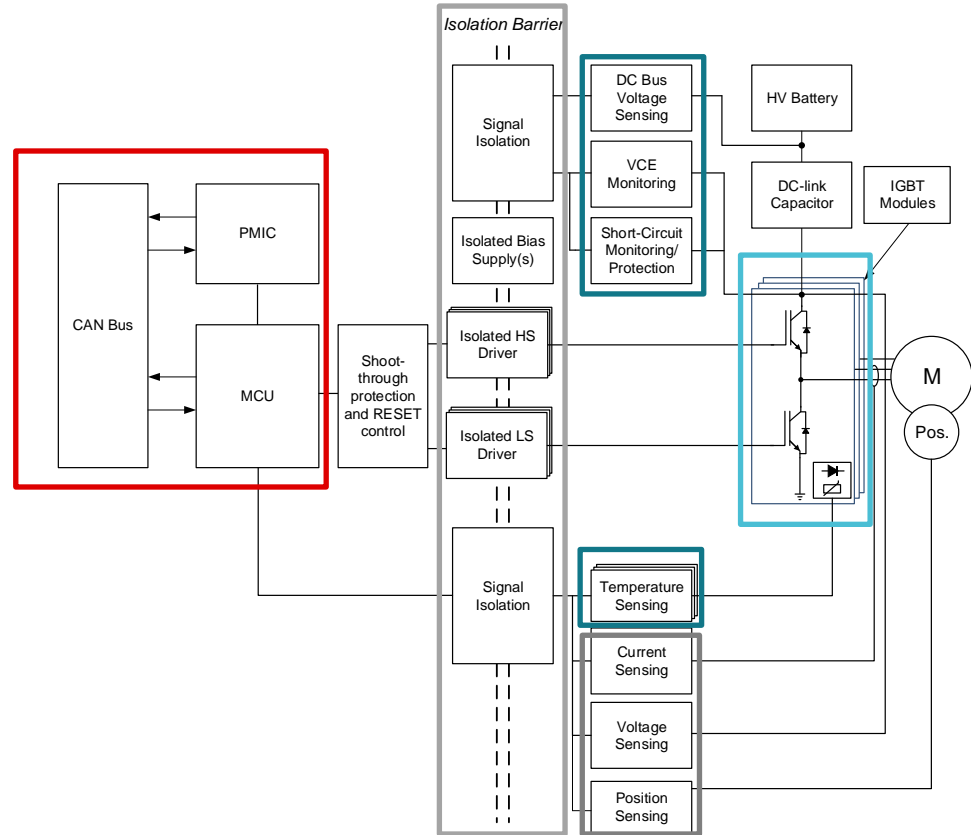 Isolation Barrier
Signal
Isolation
DC Bus
Voltage
Sensing
HV Battery
VCE
Monitoring
DC-link
Capacitor
IGBT
Modules
PMIC
Isolated Bias
Supply(s)
Short-Circuit
Monitoring/
Protection
CAN Bus
MCU
Shoot-
through
protection
and RESET
control
Isolated HS
Driver
Isolated LS
Driver
M
Pos.
Signal
Isolation
Temperature
Sensing
Current
Sensing
Voltage
Sensing
Position
Sensing